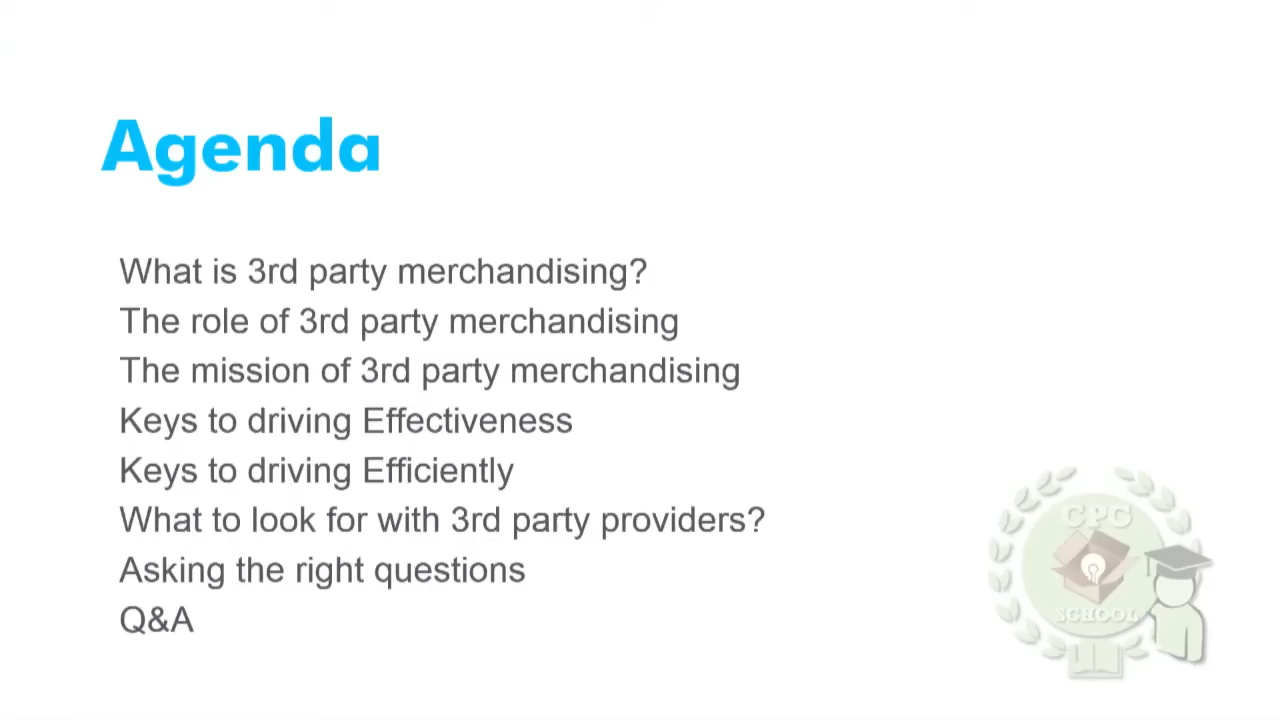 Agenda
What is 3rd party merchandising?
The role of 3rd party merchandising
The mission of 3rd party merchandising
Keys to driving Effectiveness
Keys to driving Efficiently
What to look for with 3rd party providers?
Asking the right questions
Q&A
CPG
SCHOOL